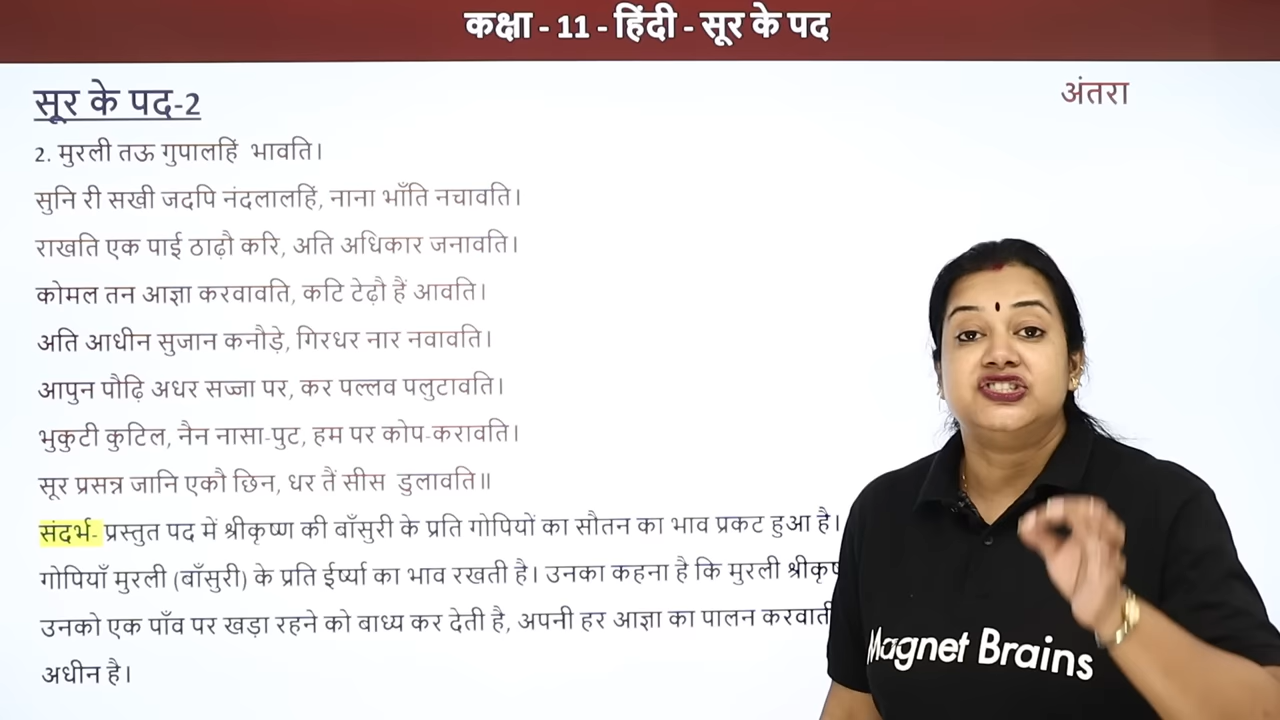 कक्षा - 11 - हिंदी - सूर के पद
सूर के पद-2
अंतरा
2. मुरली तऊ गुपालहिं भावति।
सुनि री सखी जदपि नंदलालहिं, नाना भाँति नचावति।
राखति एक पाई ठाढ़ौ करि, अति अधिकार जनावति।
कोमल तन आज्ञा करवावति, कटि टेढ़ौ हैं आवति।
अति आधीन सुजान कनौड़े, गिरधर नार नवावति।
आपुन पौढ़ि अधर सज्जा पर, कर पल्लव पलुटावति।
भुकुटी कुटिल, नैन नासा-पुट, हम पर कोप-करावति।
सूर प्रसन्न जानि एकौ छिन, धर तैं सीस डुलावति॥
संदर्भ- प्रस्तुत पद में श्रीकृष्ण की बाँसुरी के प्रति गोपियों का सौतन का भाव प्रकट हुआ है।
गोपियाँ मुरली (बाँसुरी) के प्रति ईर्ष्या का भाव रखती है। उनका कहना है कि मुरली
उनको एक पाँव पर खड़ा रहने को बाध्य कर देती है, अपनी हर आज्ञा का पालन करवाती
अधीन है।
Magnet Brains